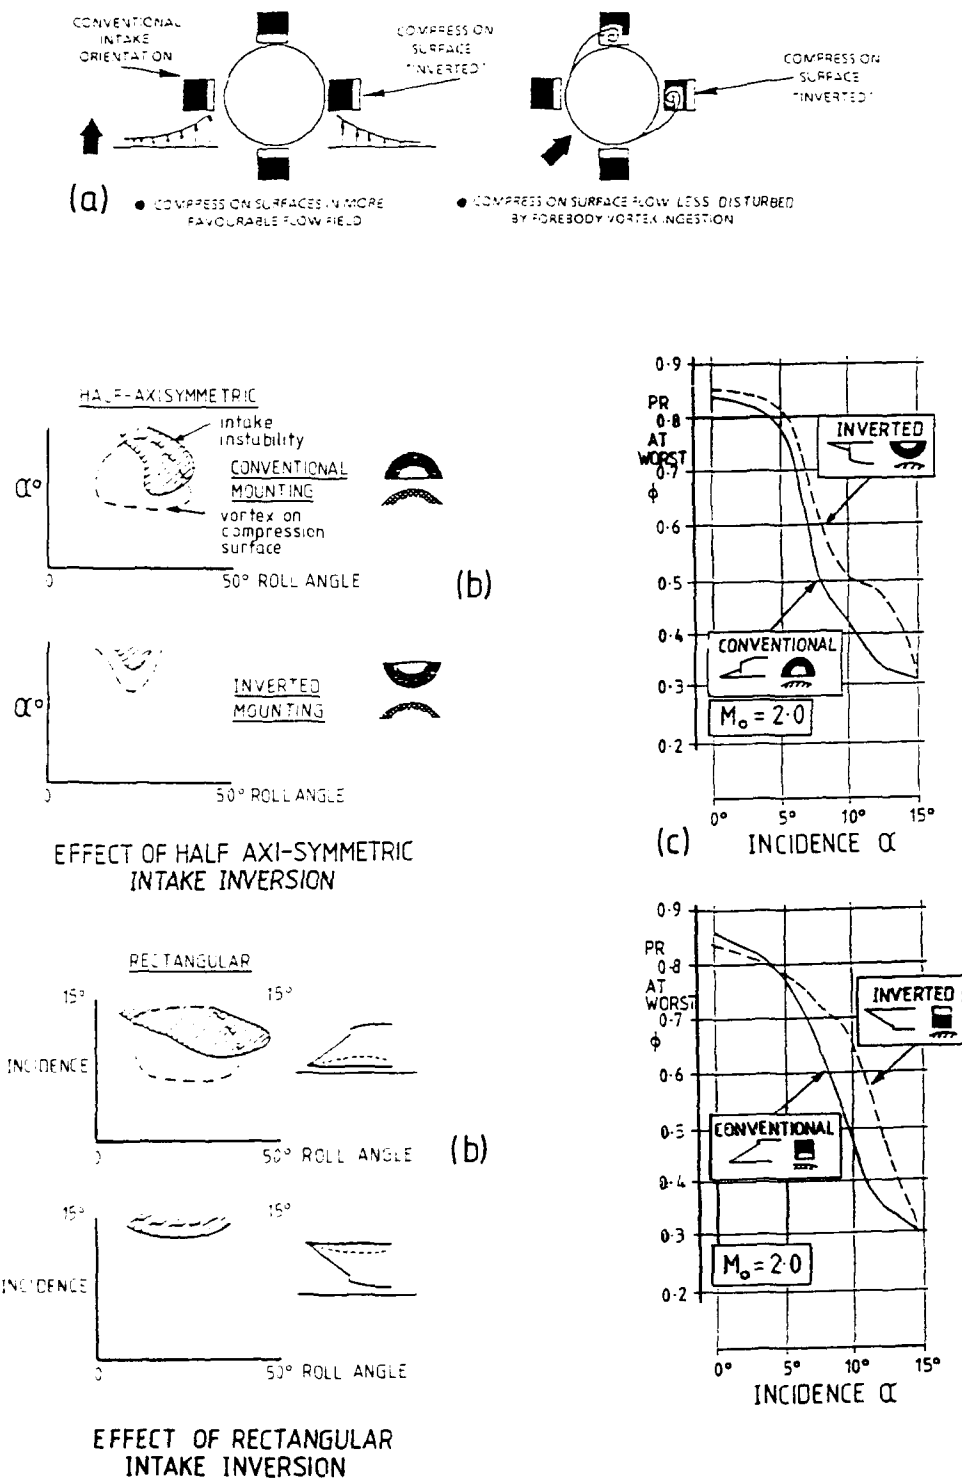 CONVENTIONAL
INTAKE
ORIENTATION
COMPRESSION
SURFACE
"INVERTED"
COMPRESSION
SURFACE
"INVERTED"
(a)
● COMPRESSION SURFACES IN MORE
FAVOURABLE FLOW FIELD
● COMPRESSION SURFACE FLOW LESS DISTURBED
BY FOREBODY VORTEX INGESTION
HALF-AXISYMMETRIC
intake
instability
CONVENTIONAL
MOUNTING
vortex on
compression
surface
α°
0
50° ROLL ANGLE
(b)
α°
INVERTED
MOUNTING
0
50° ROLL ANGLE
EFFECT OF HALF AXI-SYMMETRIC
INTAKE INVERSION
0·9
PR
0·8
AT
WORST
0·7
φ
0·6
0·5
0·4
0·3
0·2
INVERTED
CONVENTIONAL
M₀ = 2·0
0°
5°
10°
15°
(c)
INCIDENCE α
RECTANGULAR
15°
15°
INCIDENCE
0
50° ROLL ANGLE
(b)
15°
15°
INCIDENCE
0
50° ROLL ANGLE
EFFECT OF RECTANGULAR
INTAKE INVERSION
0·9
PR
0·8
AT
WORST
0·7
φ
0·6
0·5
0·4
0·3
0·2
INVERTED
CONVENTIONAL
M₀ = 2·0
0°
5°
10°
15°
INCIDENCE α